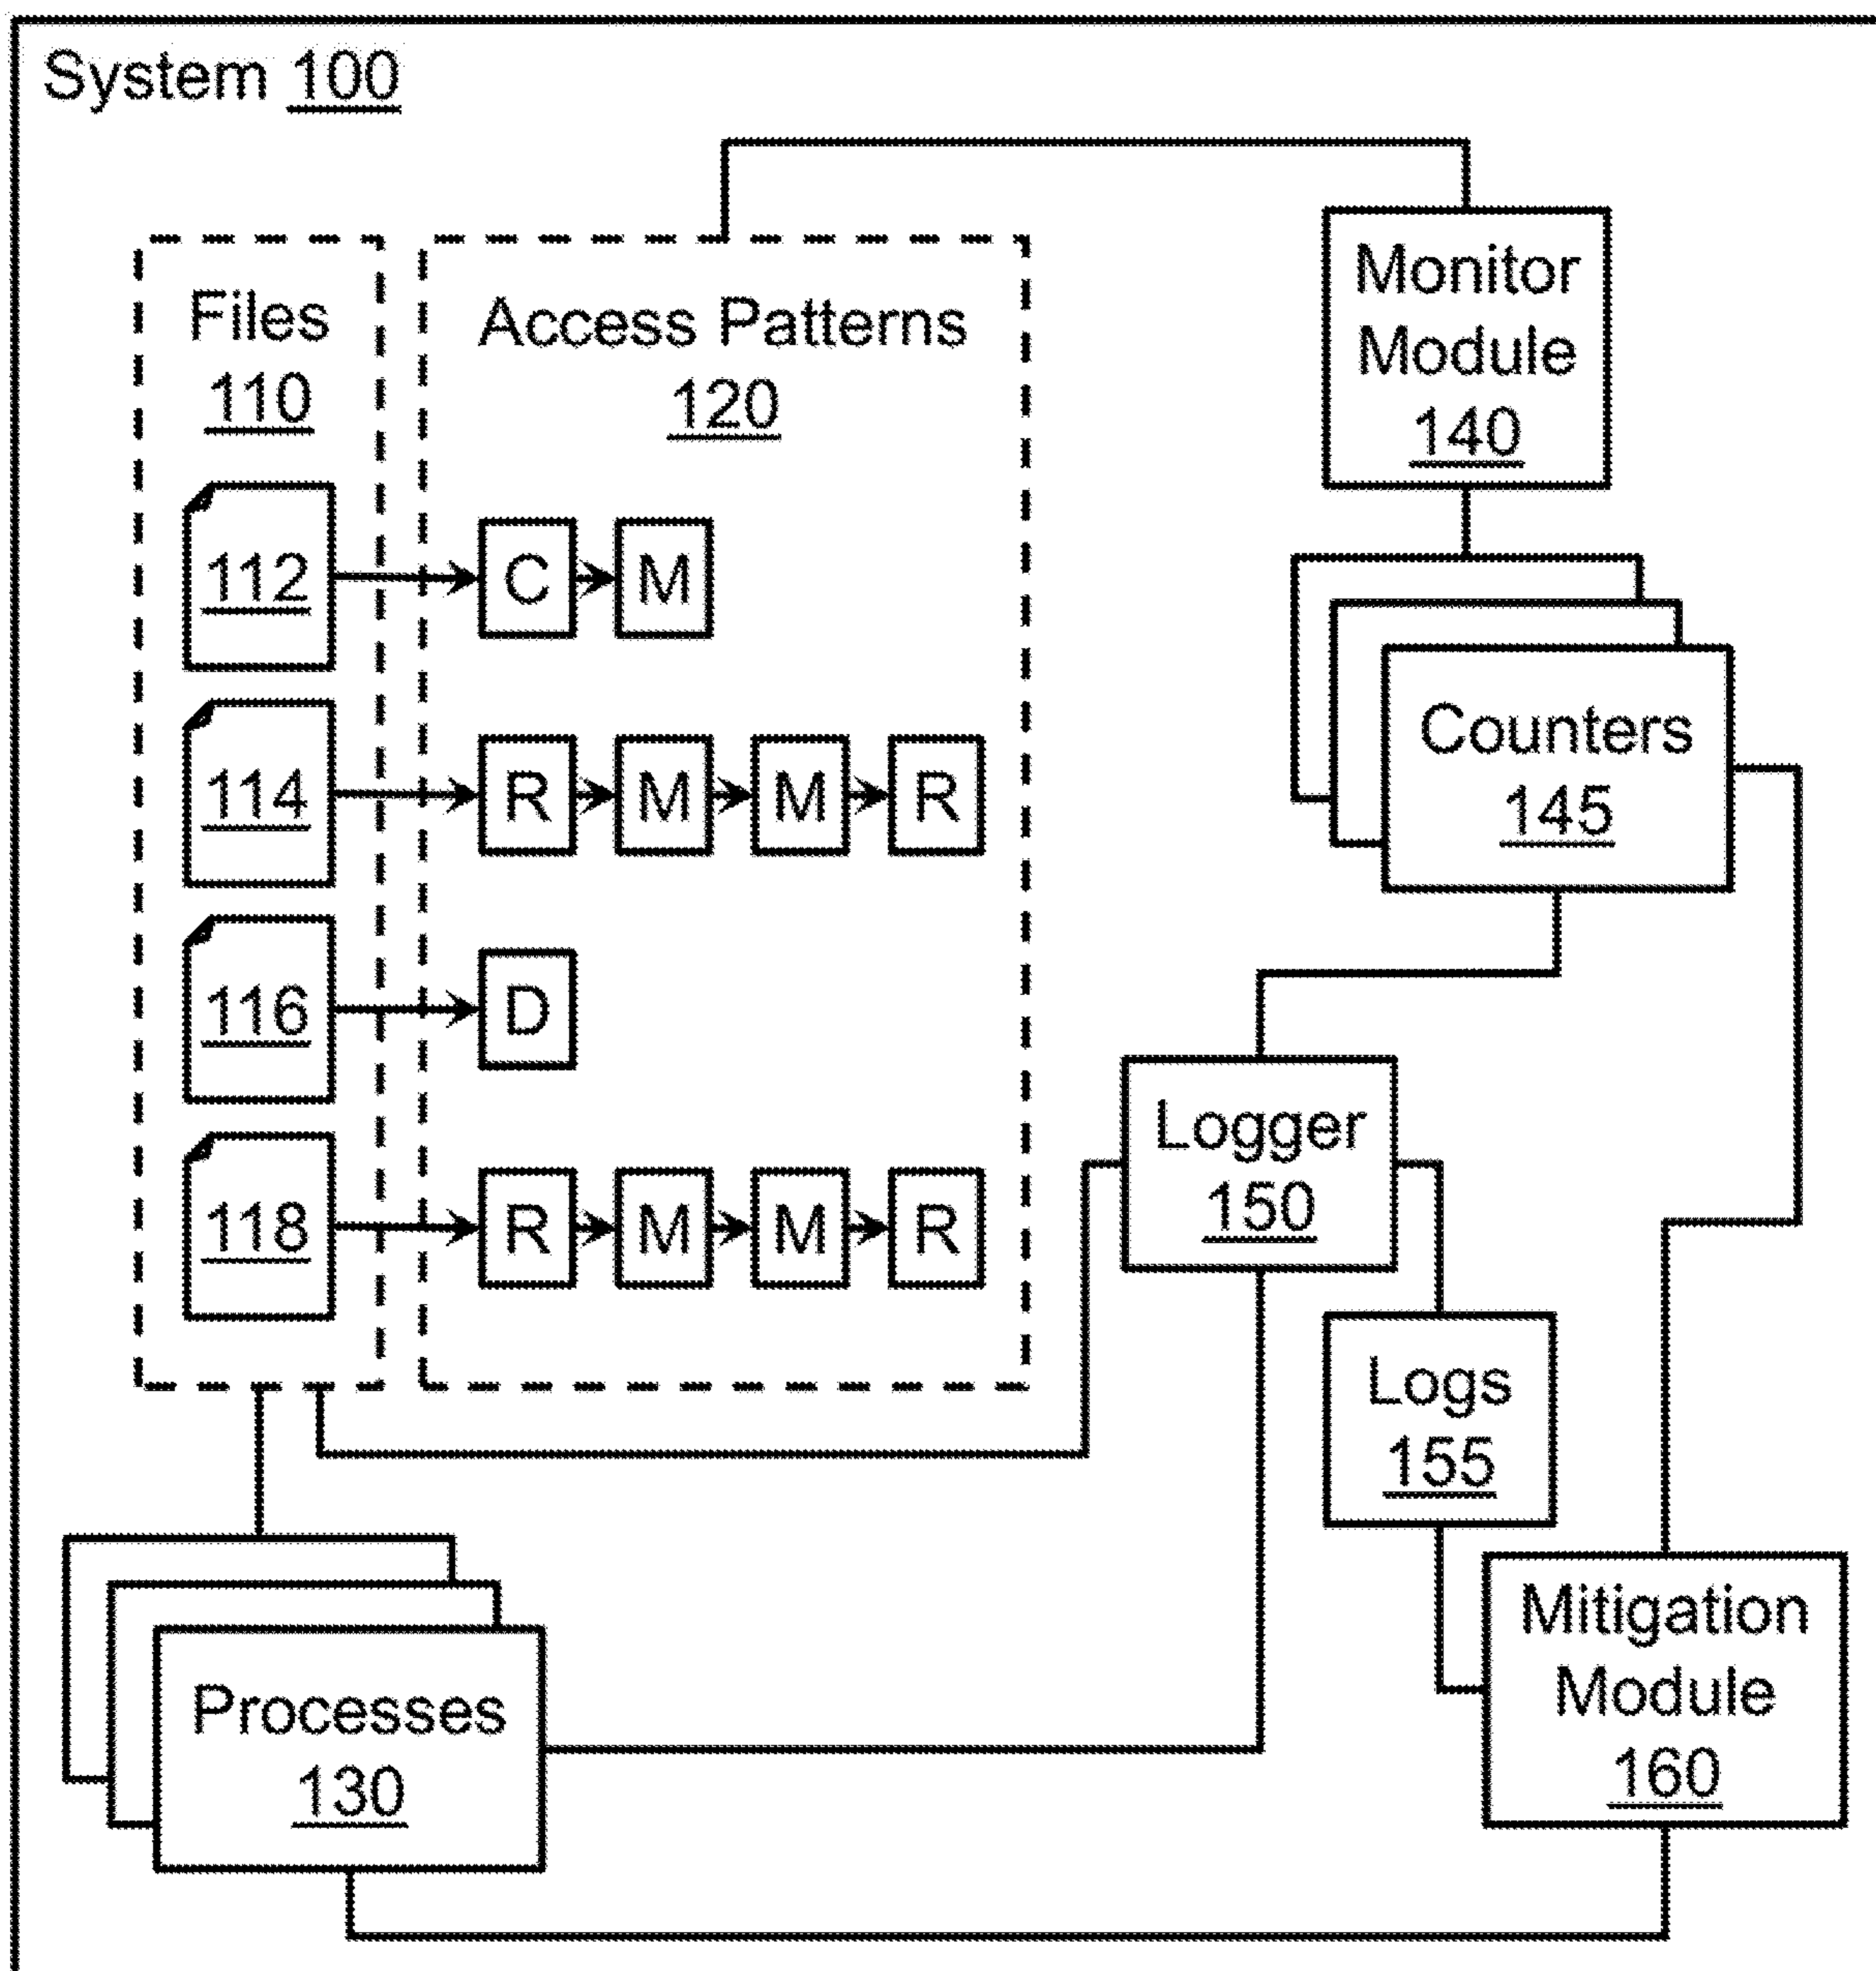 System 100
Files
110
Access Patterns
120
Monitor
Module
140
112
C M
114
R M M R
116
D
118
R M M R
Counters
145
Logger
150
Logs
155
Processes
130
Mitigation
Module
160